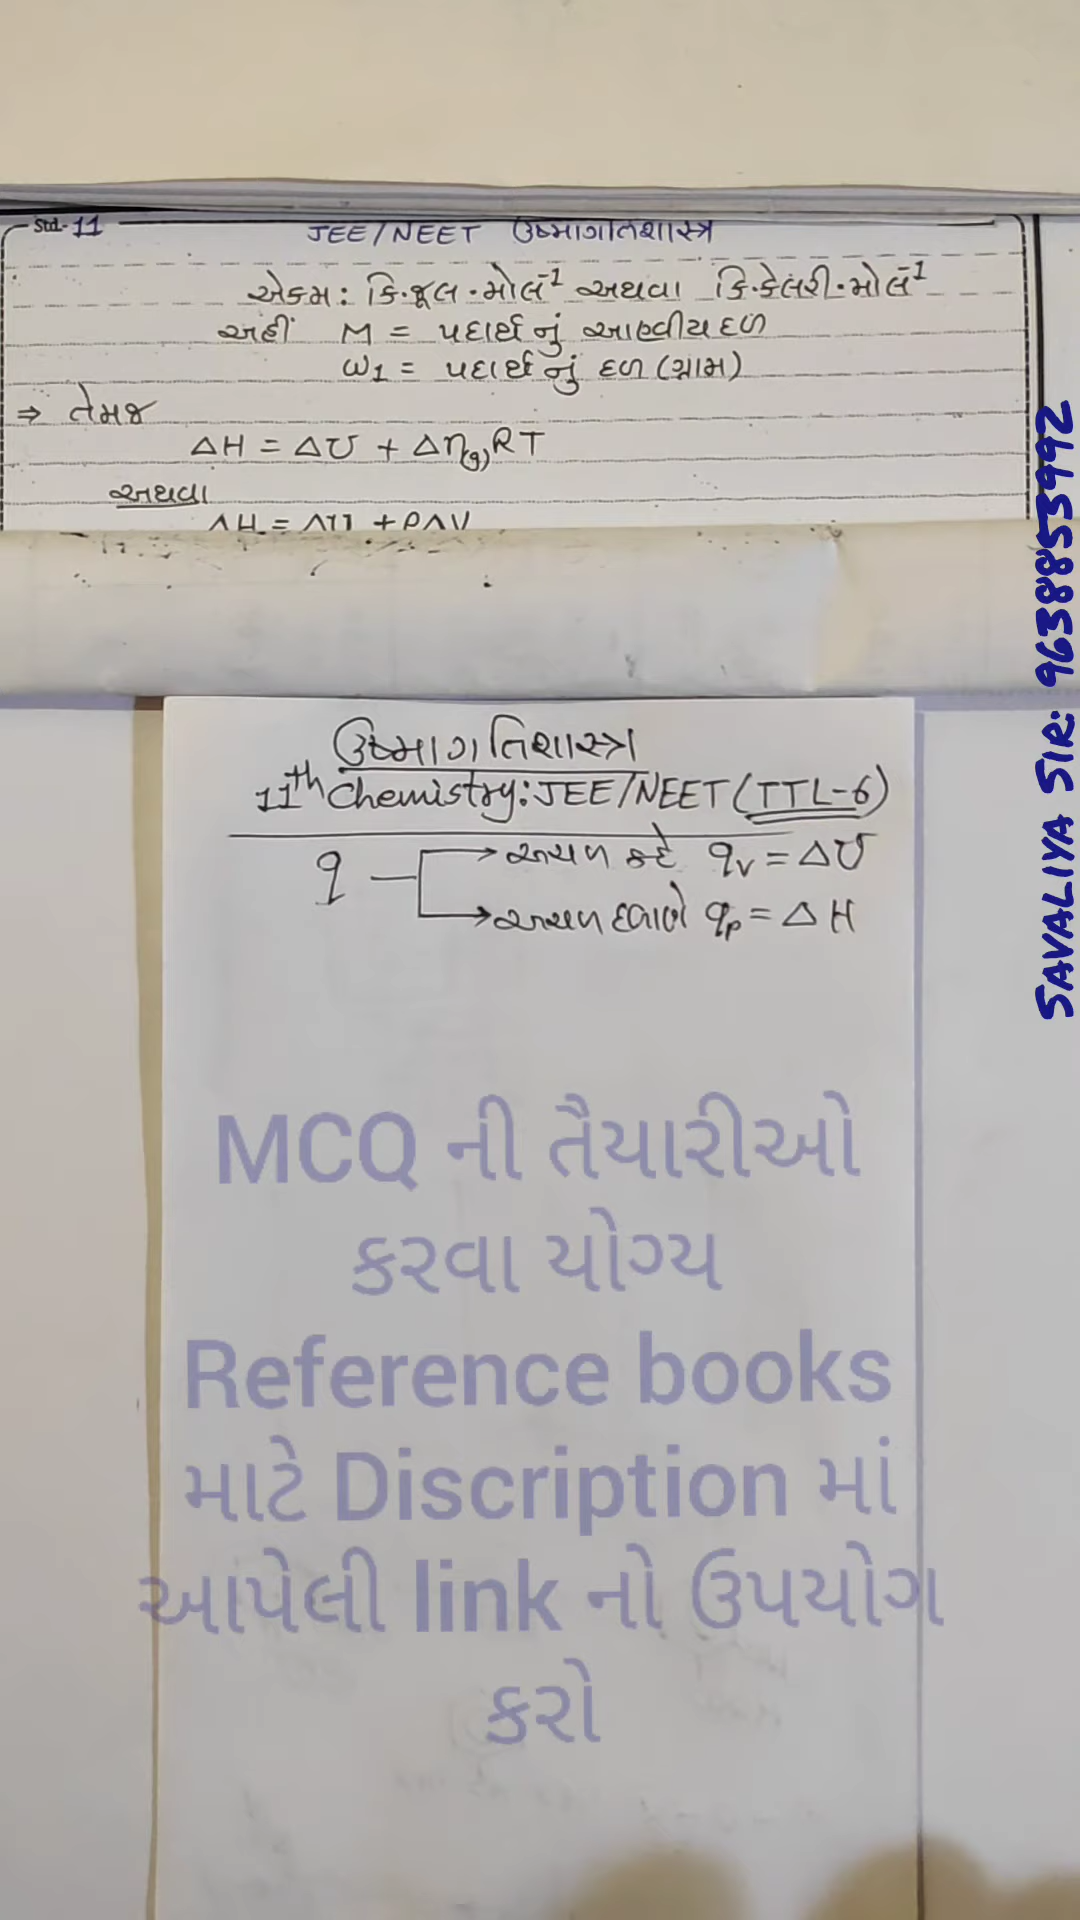 Std.-11
JEE/NEET ઉષ્માગતિશાસ્ત્ર
એકમ: કિ.જૂલ.મોલ⁻¹ અથવા કિ.કેલરી.મોલ⁻¹
અહીં M = પદાર્થનું આણ્વીયદળ
W₁ = પદાર્થનું દળ (ગ્રામ)
⇒ તેમજ
ΔH = ΔU + Δn(g)RT
અથવા
ΔH = ΔU + PΔV
ઉષ્માગતિશાસ્ત્ર
11th Chemistry: JEE/NEET (TTL-6)
q → અચળ કદે qv = ΔU
→ અચળ દબાણે qp = ΔH
MCQ ની તૈયારીઓ
કરવા યોગ્ય
Reference books
માટે Discription માં
આપેલી link નો ઉપયોગ
કરો
SAVALIYA SIR: 9638853992